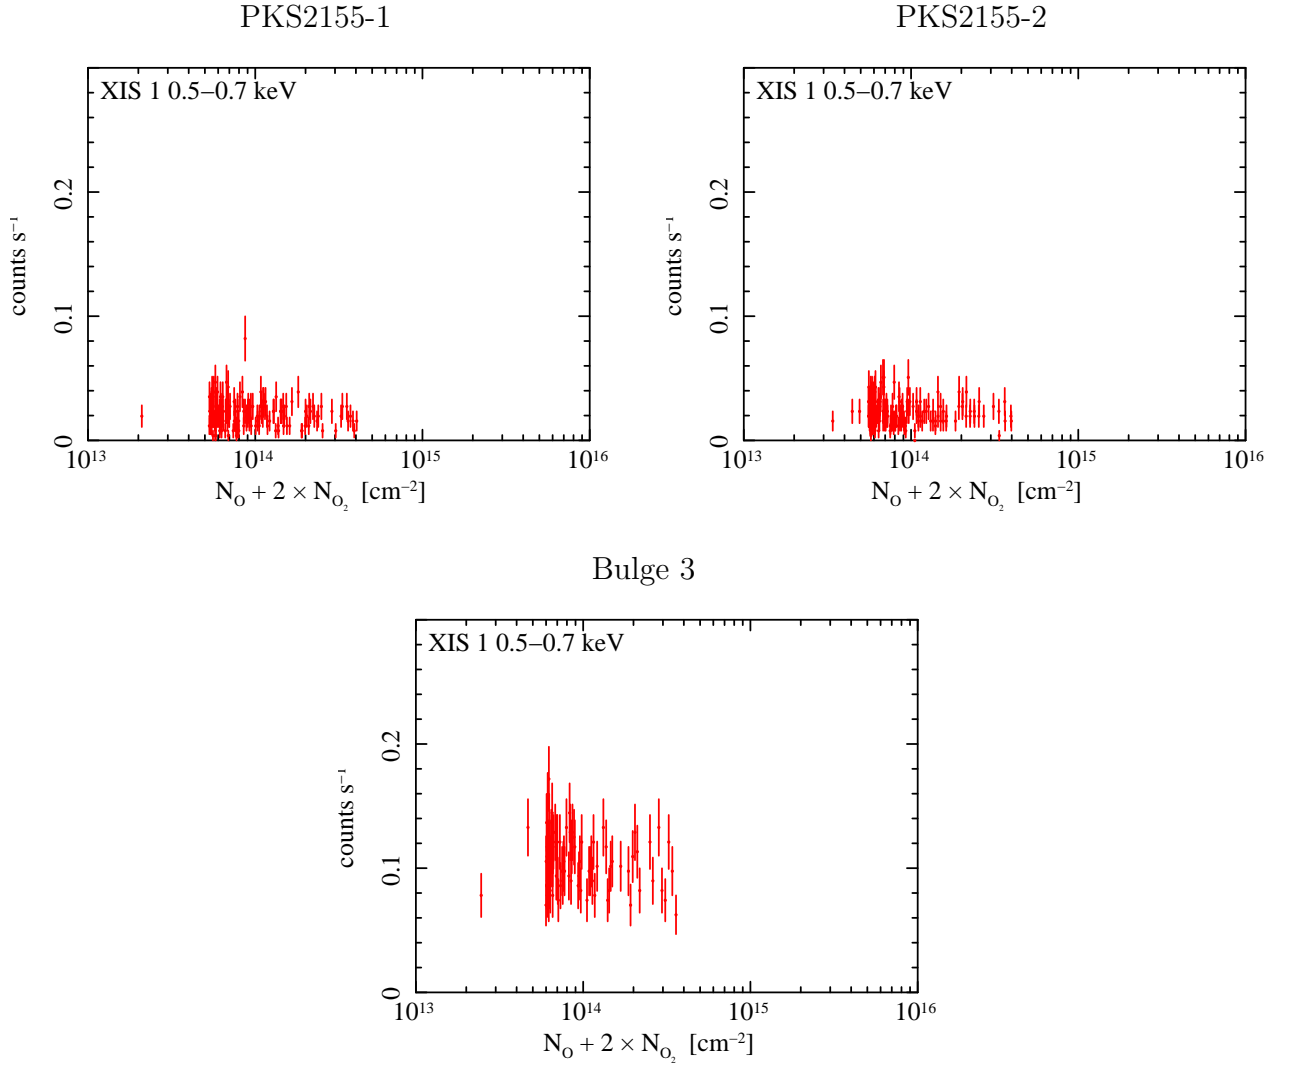 PKS2155-1
XIS 1 0.5–0.7 keV
counts s⁻¹
0 0.1 0.2
10¹³ 10¹⁴ 10¹⁵ 10¹⁶
N_O + 2 × N_O₂ [cm⁻²]
PKS2155-2
XIS 1 0.5–0.7 keV
counts s⁻¹
0 0.1 0.2
10¹³ 10¹⁴ 10¹⁵ 10¹⁶
N_O + 2 × N_O₂ [cm⁻²]
Bulge 3
XIS 1 0.5–0.7 keV
counts s⁻¹
0 0.1 0.2
10¹³ 10¹⁴ 10¹⁵ 10¹⁶
N_O + 2 × N_O₂ [cm⁻²]